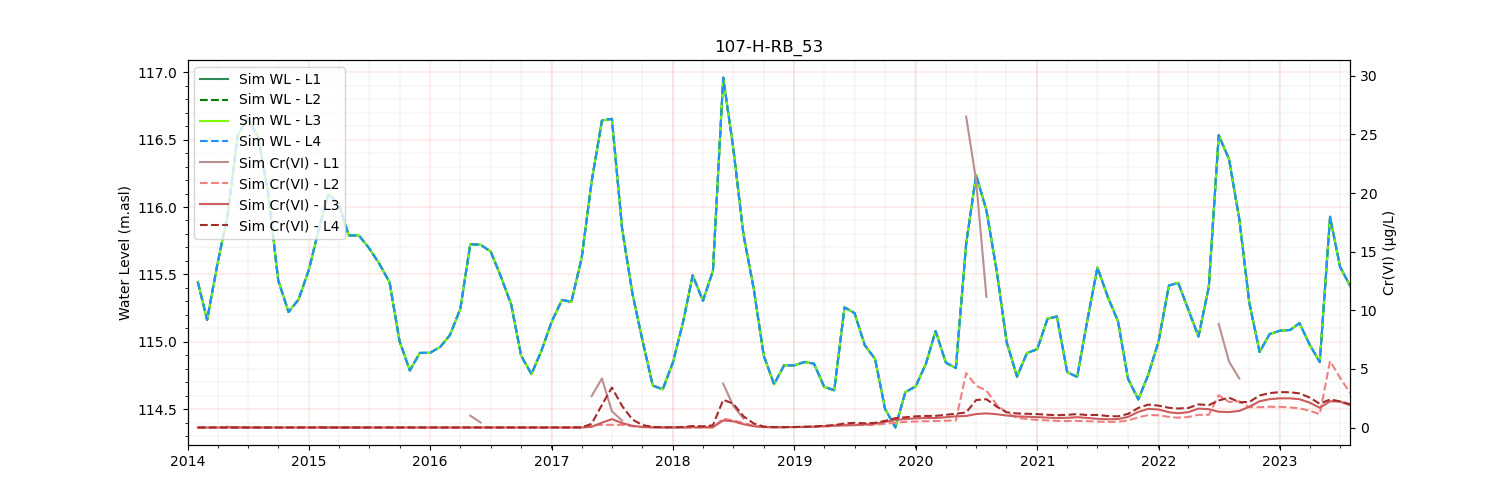 107-H-RB_53
Water Level (m.asl)
117.0
116.5
116.0
115.5
115.0
114.5
Sim WL - L1
Sim WL - L2
Sim WL - L3
Sim WL - L4
Sim Cr(VI) - L1
Sim Cr(VI) - L2
Sim Cr(VI) - L3
Sim Cr(VI) - L4
30
25
20
15
10
5
0
Cr(VI) (μg/L)
2014 2015 2016 2017 2018 2019 2020 2021 2022 2023